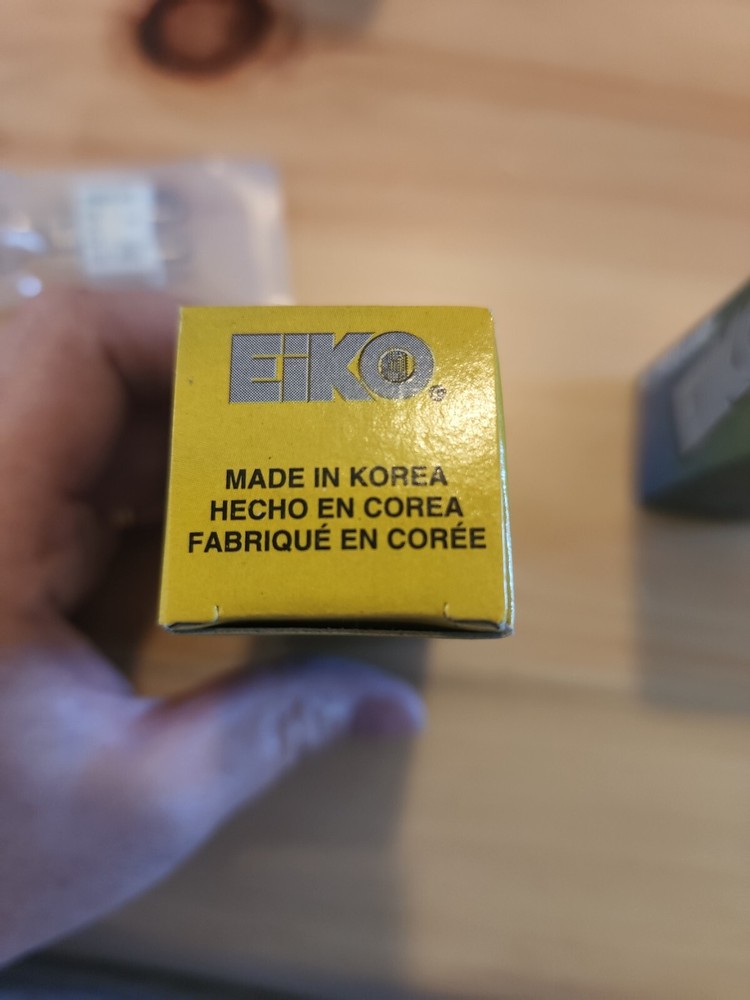 EiKO®
MADE IN KOREA
HECHO EN COREA
FABRIQUÉ EN CORÉE